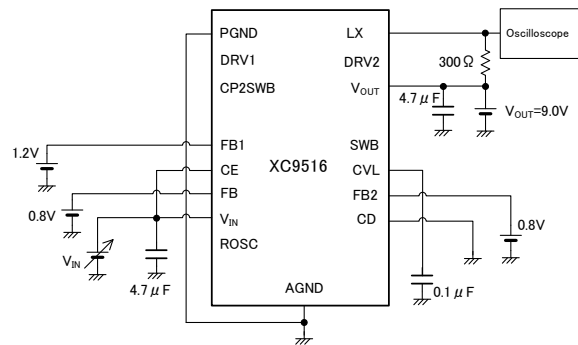 PGND
DRV1
CP2SWB
FB1
CE
FB
VIN
ROSC
XC9516
AGND
LX
DRV2
VOUT
SWB
CVL
FB2
CD
Oscilloscope
300Ω
4.7μF
VOUT=9.0V
1.2V
0.8V
VIN
4.7μF
0.8V
0.1μF